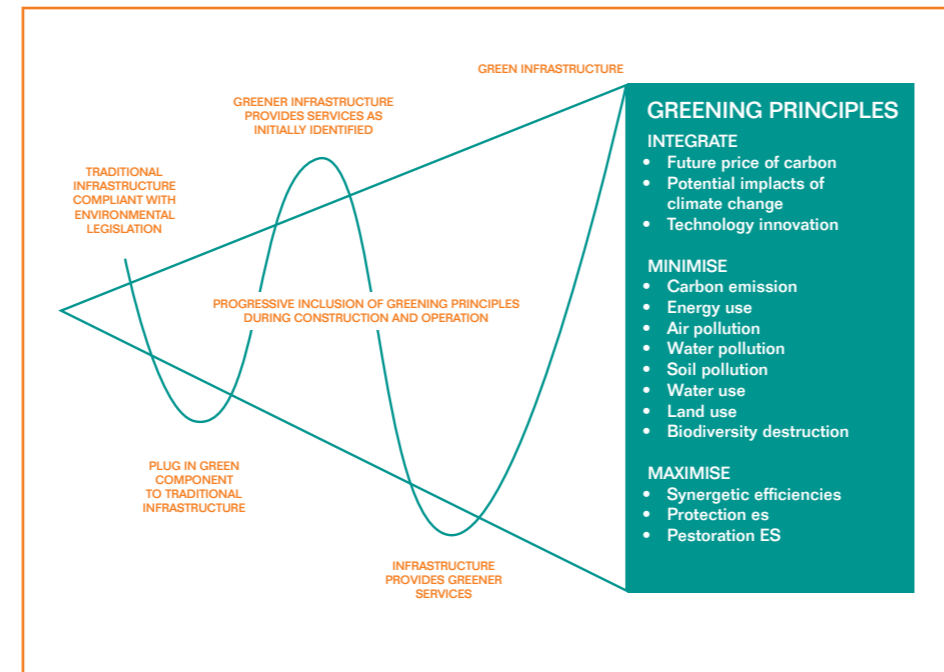 GREEN INFRASTRUCTURE
GREENER INFRASTRUCTURE
PROVIDES SERVICES AS
INITIALLY IDENTIFIED
TRADITIONAL
INFRASTRUCTURE
COMPLIANT WITH
ENVIRONMENTAL
LEGISLATION
PROGRESSIVE INCLUSION OF GREENING PRINCIPLES
DURING CONSTRUCTION AND OPERATION
PLUG IN GREEN
COMPONENT
TO TRADITIONAL
INFRASTRUCTURE
INFRASTRUCTURE
PROVIDES GREENER
SERVICES
GREENING PRINCIPLES
INTEGRATE
• Future price of carbon
• Potential implacts of
climate change
• Technology innovation
MINIMISE
• Carbon emission
• Energy use
• Air pollution
• Water pollution
• Soil pollution
• Water use
• Land use
• Biodiversity destruction
MAXIMISE
• Synergetic efficiencies
• Protection es
• Pestoration ES